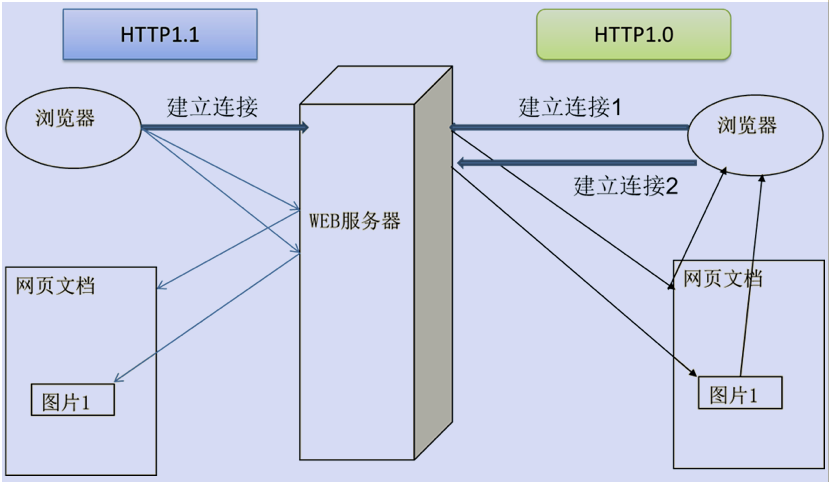 HTTP1.1
HTTP1.0
浏览器
建立连接
建立连接1
浏览器
建立连接2
WEB服务器
网页文档
网页文档
图片1
图片1